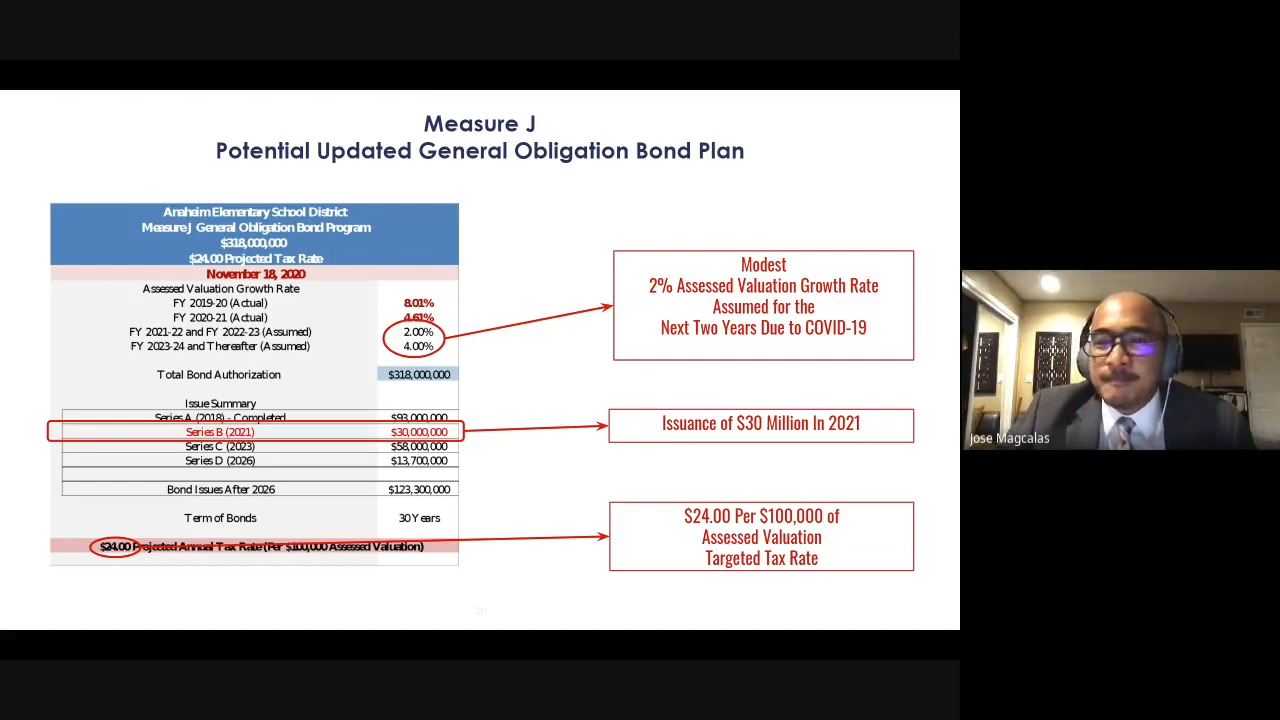 Measure J
Potential Updated General Obligation Bond Plan
Anaheim Elementary School District
Measure J General Obligation Bond Program
$318,000,000
$24.00 Projected Tax Rate
November 18, 2020
Assessed Valuation Growth Rate
FY 2019-20 (Actual) 8.01%
FY 2020-21 (Actual) 4.61%
FY 2021-22 and FY 2022-23 (Assumed) 2.00%
FY 2023-24 and Thereafter (Assumed) 4.00%
Total Bond Authorization $318,000,000
Issue Summary
Series A (2018) - Completed $93,000,000
Series B (2021) $30,000,000
Series C (2023) $58,000,000
Series D (2026) $13,700,000
Bond Issues After 2026 $123,300,000
Term of Bonds 30 Years
$24.00 Projected Annual Tax Rate (Per $100,000 Assessed Valuation)
Modest
2% Assessed Valuation Growth Rate
Assumed for the
Next Two Years Due to COVID-19
Issuance of $30 Million In 2021
$24.00 Per $100,000 of
Assessed Valuation
Targeted Tax Rate
26
Jose Magcalas